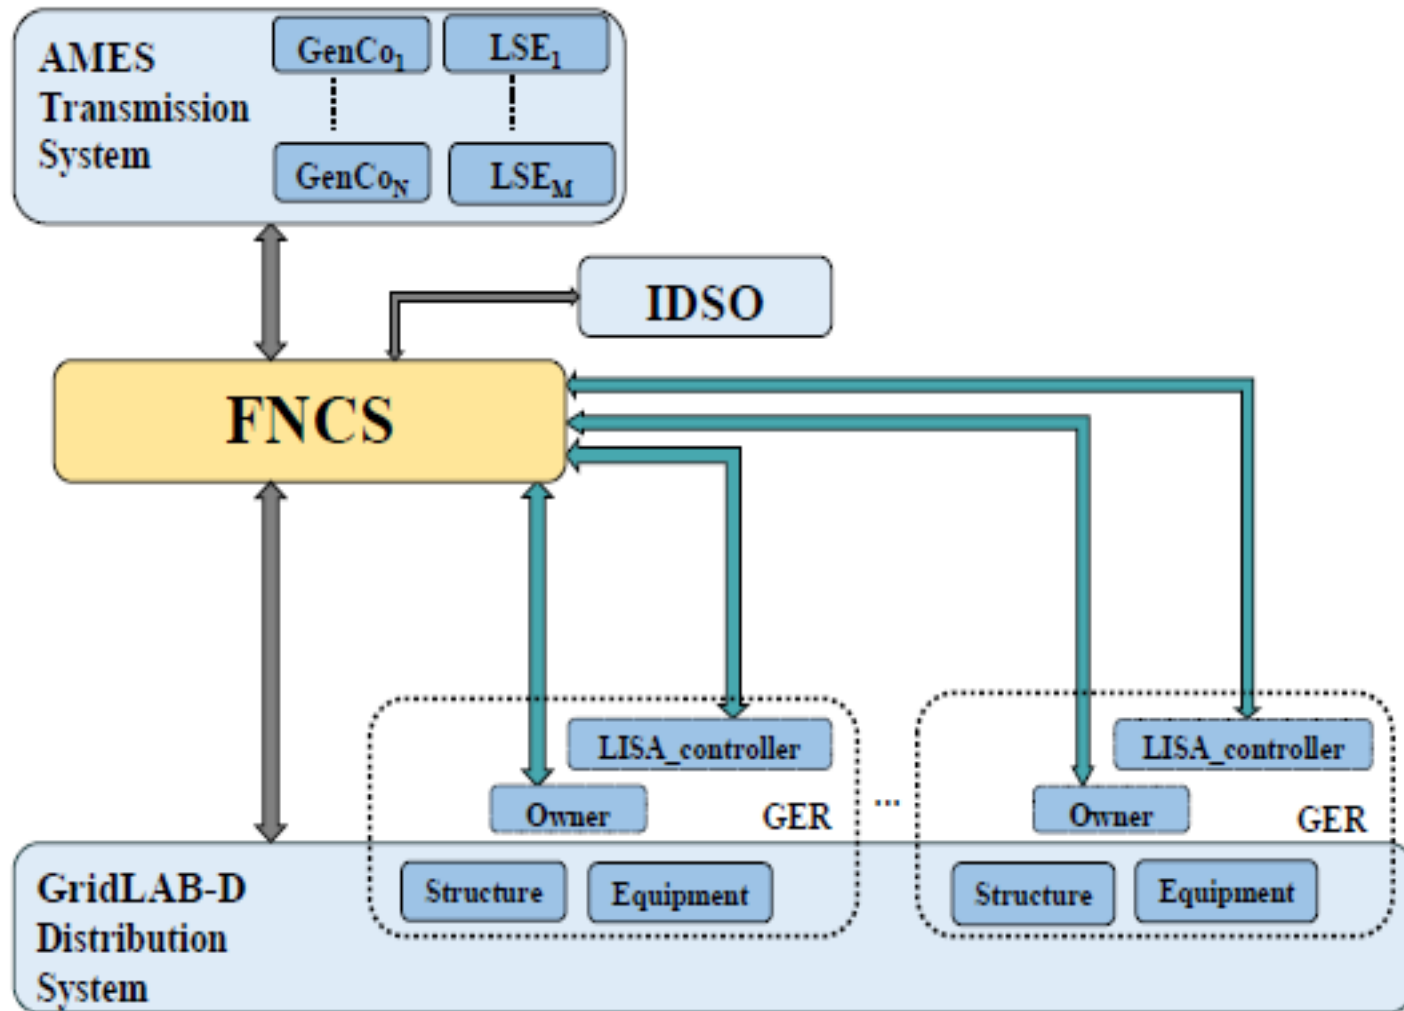 AMES
Transmission
System
GenCo1
LSE1
GenCoN
LSEM
IDSO
FNCS
LISA_controller
Owner
GER
...
LISA_controller
Owner
GER
GridLAB-D
Distribution
System
Structure
Equipment
Structure
Equipment